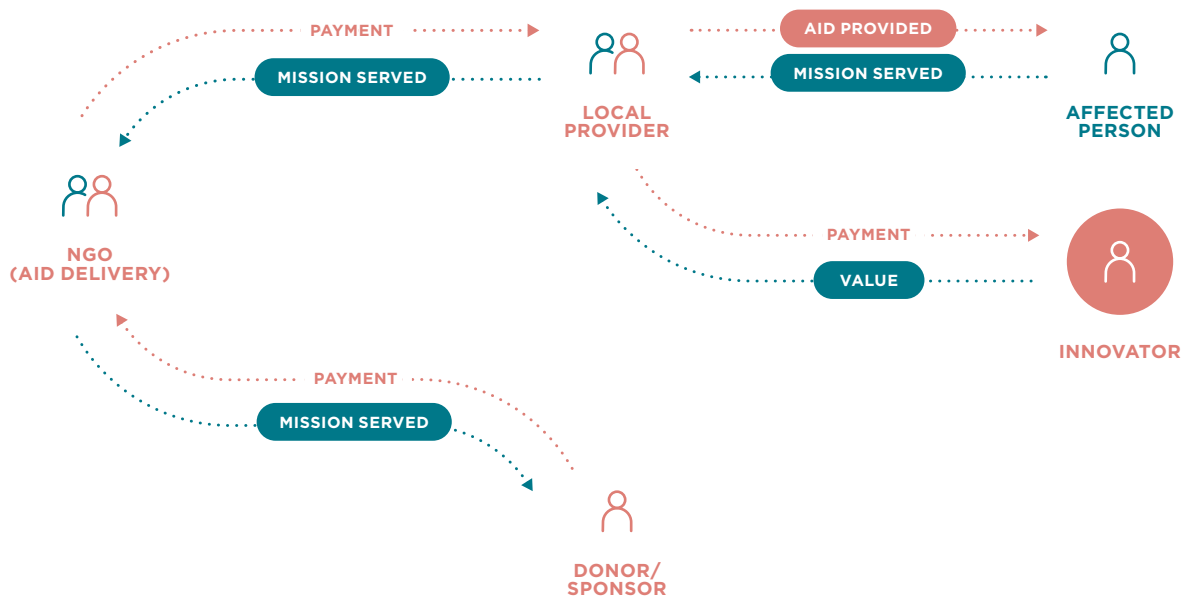 PAYMENT
AID PROVIDED
MISSION SERVED
MISSION SERVED
LOCAL
PROVIDER
AFFECTED
PERSON
NGO
(AID DELIVERY)
PAYMENT
VALUE
INNOVATOR
PAYMENT
MISSION SERVED
DONOR/
SPONSOR